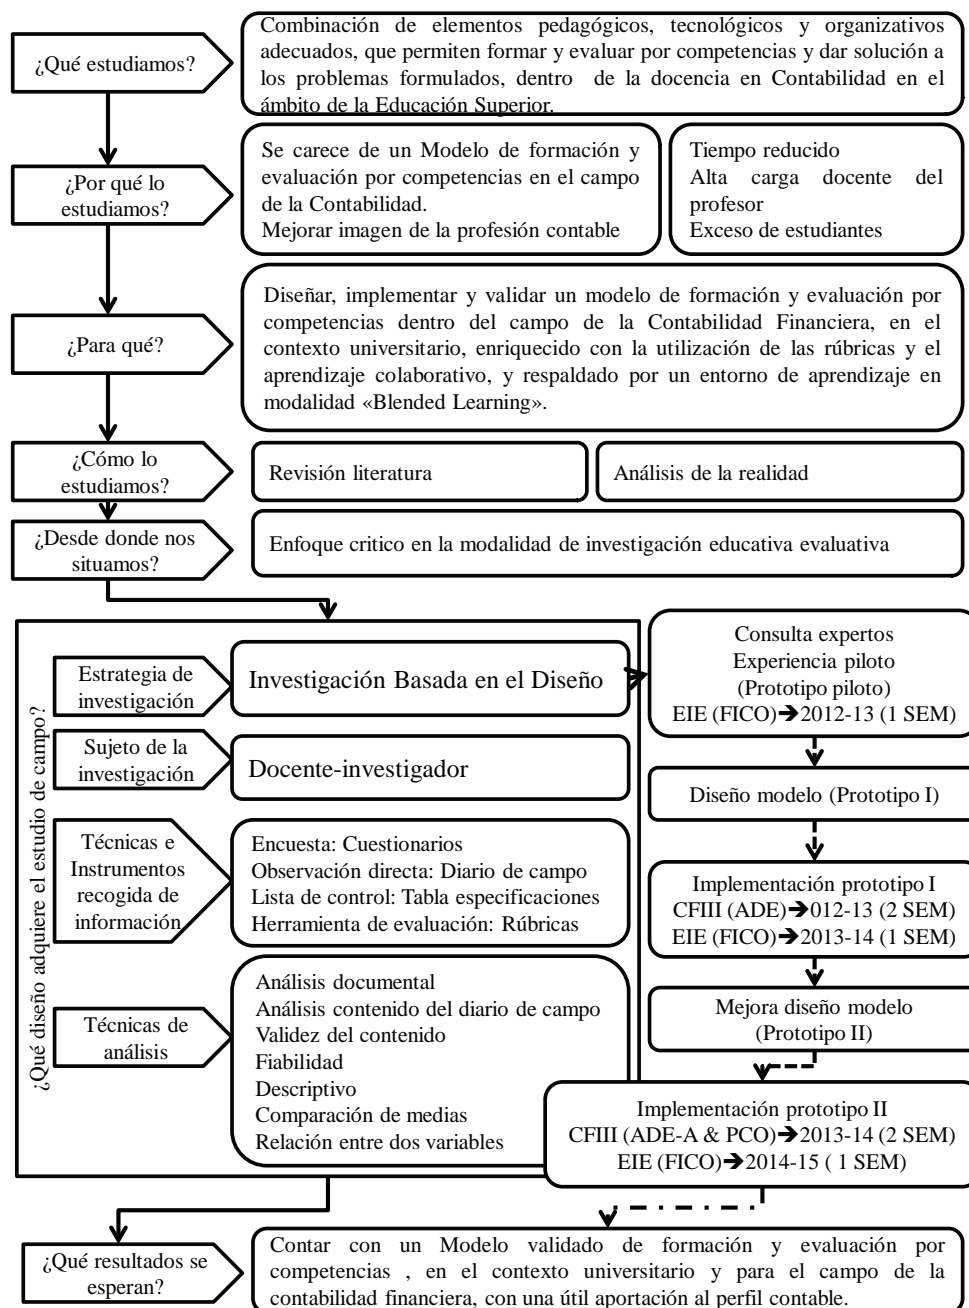 ¿Qué estudiamos?
Combinación de elementos pedagógicos, tecnológicos y organizativos
adecuados, que permiten formar y evaluar por competencias y dar solución a
los problemas formulados, dentro de la docencia en Contabilidad en el
ámbito de la Educación Superior.
¿Por qué lo
estudiamos?
Se carece de un Modelo de formación y
evaluación por competencias en el campo
de la Contabilidad.
Mejorar imagen de la profesión contable
Tiempo reducido
Alta carga docente del
profesor
Exceso de estudiantes
¿Para qué?
Diseñar, implementar y validar un modelo de formación y evaluación por
competencias dentro del campo de la Contabilidad Financiera, en el
contexto universitario, enriquecido con la utilización de las rúbricas y el
aprendizaje colaborativo, y respaldado por un entorno de aprendizaje en
modalidad «Blended Learning».
¿Cómo lo
estudiamos?
Revisión literatura
Análisis de la realidad
¿Desde donde nos
situamos?
Enfoque critico en la modalidad de investigación educativa evaluativa
¿Qué diseño adquiere el estudio de campo?
Estrategia de
investigación
Investigación Basada en el Diseño
Sujeto de la
investigación
Docente-investigador
Técnicas e
Instrumentos
recogida de
información
Encuesta: Cuestionarios
Observación directa: Diario de campo
Lista de control: Tabla especificaciones
Herramienta de evaluación: Rúbricas
Técnicas de
análisis
Análisis documental
Análisis contenido del diario de campo
Validez del contenido
Fiabilidad
Descriptivo
Comparación de medias
Relación entre dos variables
Consulta expertos
Experiencia piloto
(Prototipo piloto)
EIE (FICO)➔2012-13 (1 SEM)
Diseño modelo (Prototipo I)
Implementación prototipo I
CFIII (ADE)➔012-13 (2 SEM)
EIE (FICO)➔2013-14 (1 SEM)
Mejora diseño modelo
(Prototipo II)
Implementación prototipo II
CFIII (ADE-A & PCO)➔2013-14 (2 SEM)
EIE (FICO)➔2014-15 ( 1 SEM)
¿Qué resultados se
esperan?
Contar con un Modelo validado de formación y evaluación por
competencias , en el contexto universitario y para el campo de la
contabilidad financiera, con una útil aportación al perfil contable.